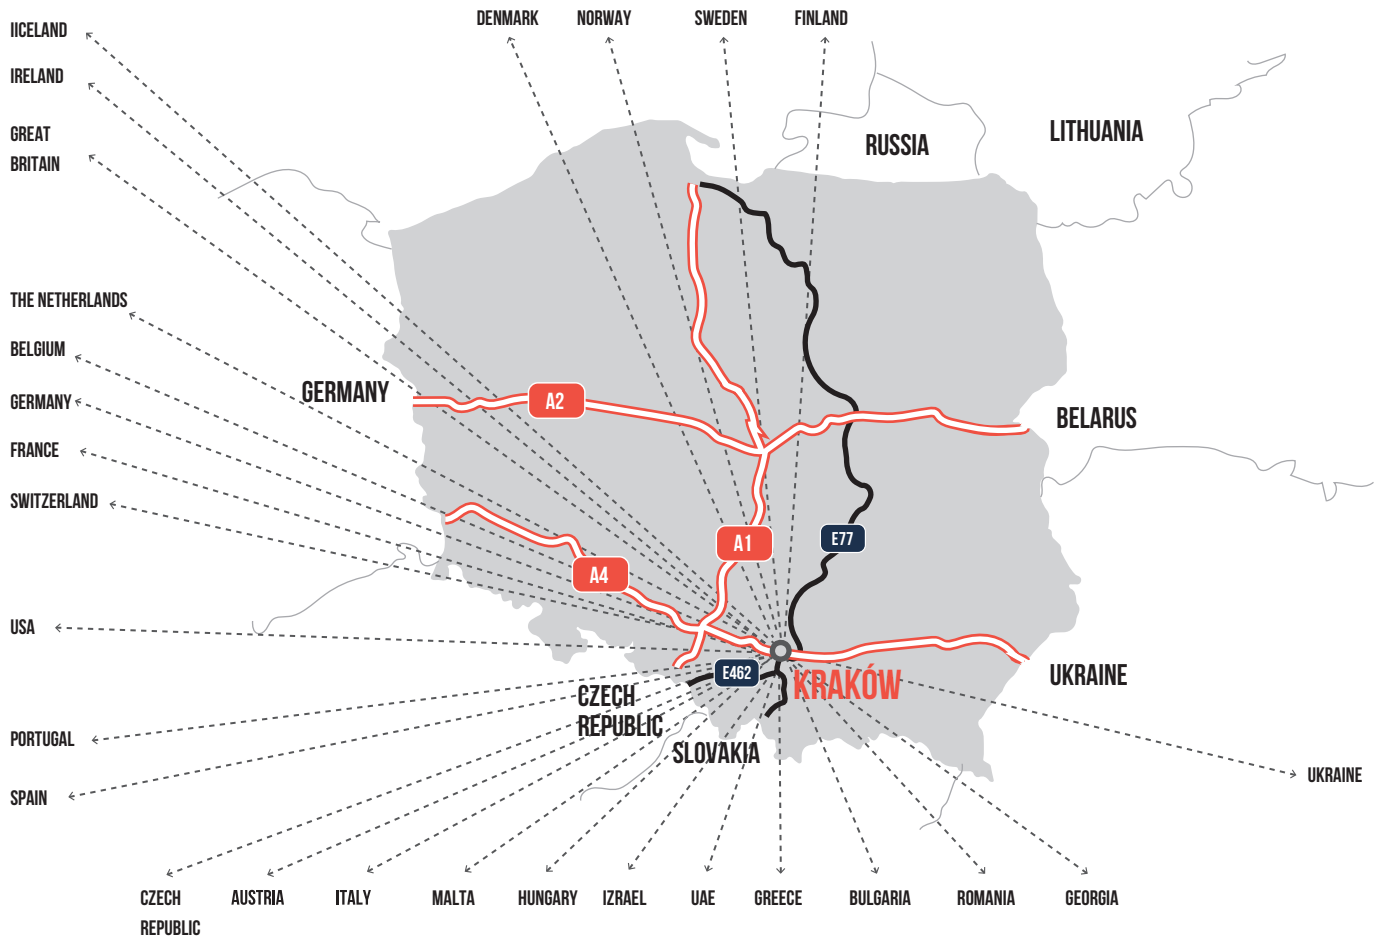 IICELAND
DENMARK
NORWAY
SWEDEN
FINLAND
IRELAND
GREAT
BRITAIN
RUSSIA
LITHUANIA
THE NETHERLANDS
BELGIUM
GERMANY
GERMANY
A2
BELARUS
FRANCE
SWITZERLAND
A1
E77
A4
USA
E462
KRAKÓW
UKRAINE
CZECH
REPUBLIC
SLOVAKIA
PORTUGAL
SPAIN
UKRAINE
CZECH
REPUBLIC
AUSTRIA
ITALY
MALTA
HUNGARY
IZRAEL
UAE
GREECE
BULGARIA
ROMANIA
GEORGIA